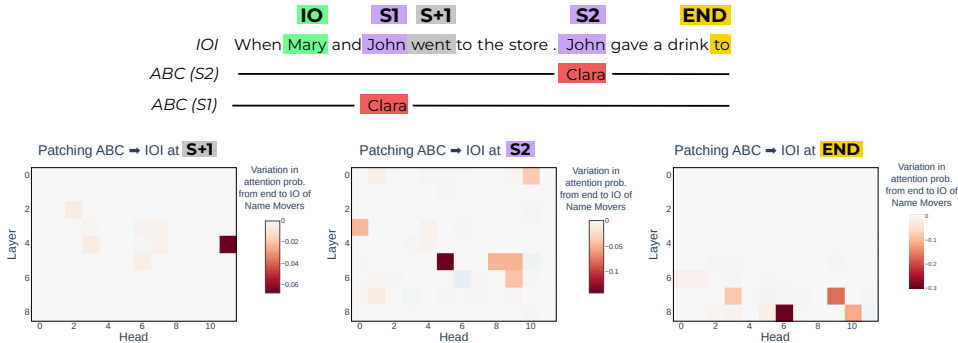 IO S1 S+1 S2 END
IOI When Mary and John went to the store . John gave a drink to
ABC (S2) Clara
ABC (S1) Clara
Patching ABC ➡ IOI at S+1
Variation in
attention prob.
from end to IO of
Name Movers
0
−0.02
−0.04
−0.06
Layer
0
2
4
6
8
0 2 4 6 8 10
Head
Patching ABC ➡ IOI at S2
Variation in
attention prob.
from end to IO of
Name Movers
0
−0.05
−0.1
Layer
0
2
4
6
8
0 2 4 6 8 10
Head
Patching ABC ➡ IOI at END
Variation in
attention prob.
from end to IO of
Name Movers
0
−0.1
−0.2
−0.3
Layer
0
2
4
6
8
0 2 4 6 8 10
Head